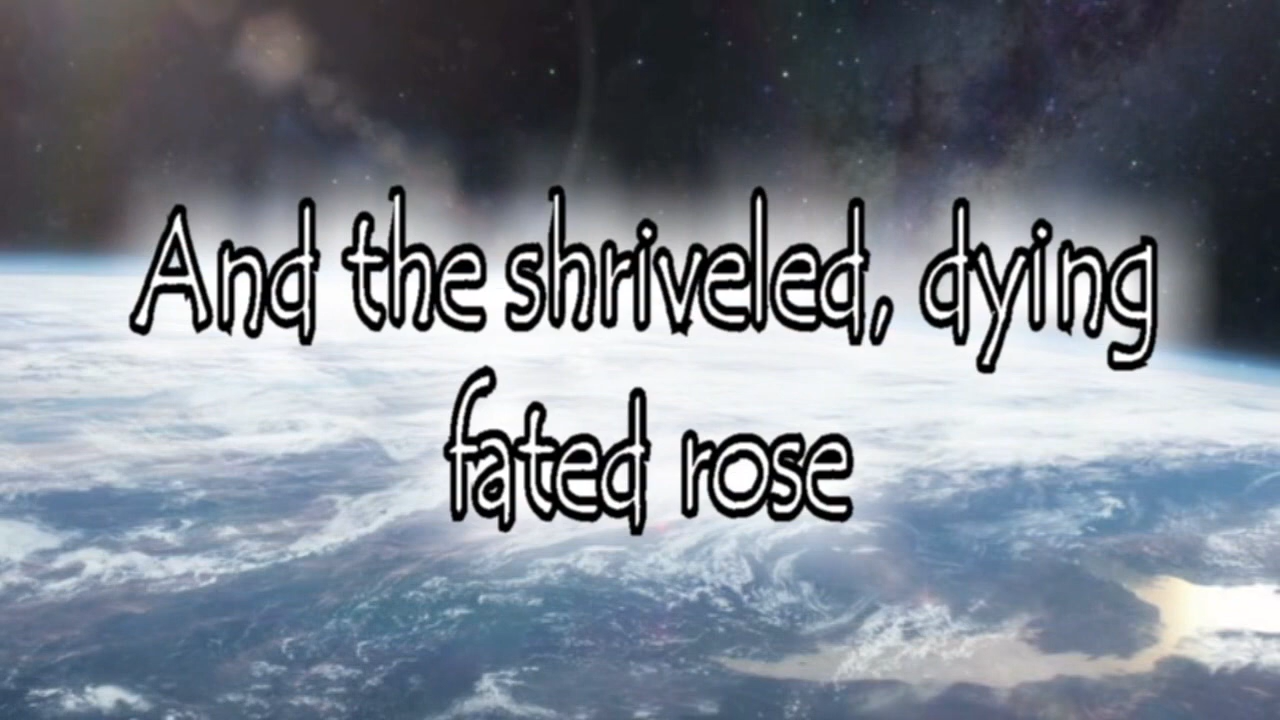 And the shriveled, dying
fated rose